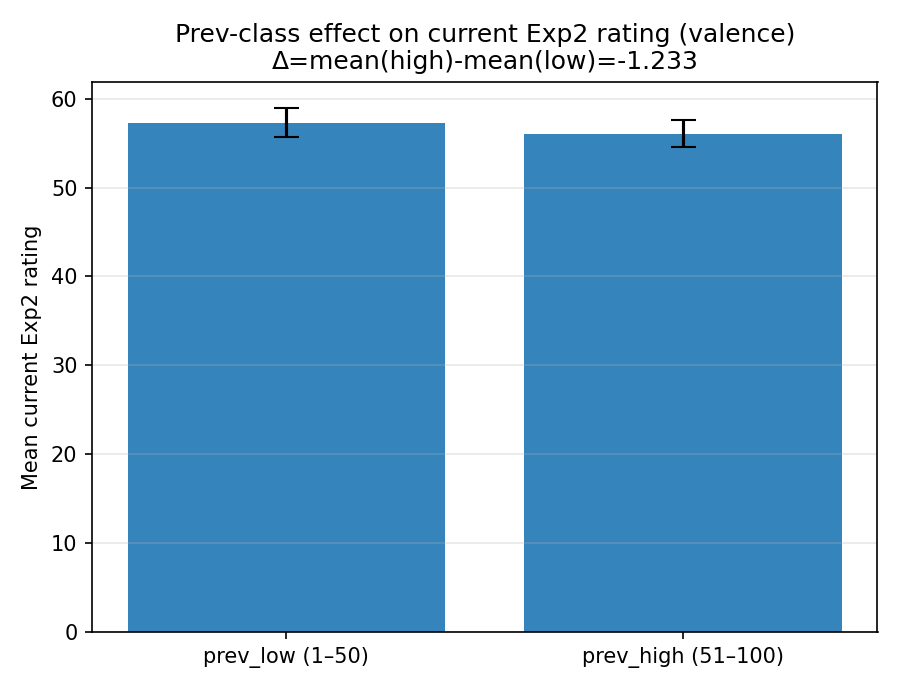 Prev-class effect on current Exp2 rating (valence)
Δ=mean(high)-mean(low)=-1.233
Mean current Exp2 rating
60
50
40
30
20
10
0
prev_low (1–50)
prev_high (51–100)